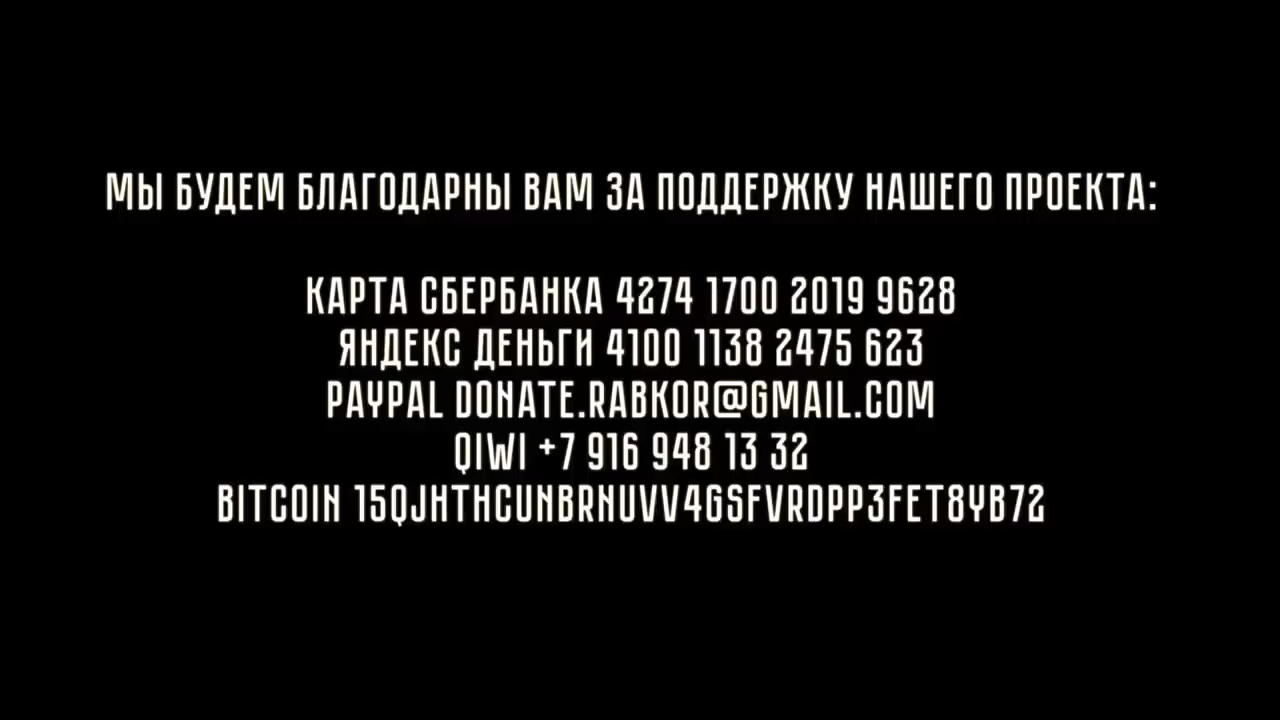 МЫ БУДЕМ БЛАГОДАРНЫ ВАМ ЗА ПОДДЕРЖКУ НАШЕГО ПРОЕКТА:
КАРТА СБЕРБАНКА 4274 1700 2019 9628
ЯНДЕКС ДЕНЬГИ 4100 1138 2475 623
PAYPAL DONATE.RABKOR@GMAIL.COM
QIWI +7 916 948 13 32
BITCOIN 15QJHTHCUNBRNUVV4GSFVRDPP3FET8YB72